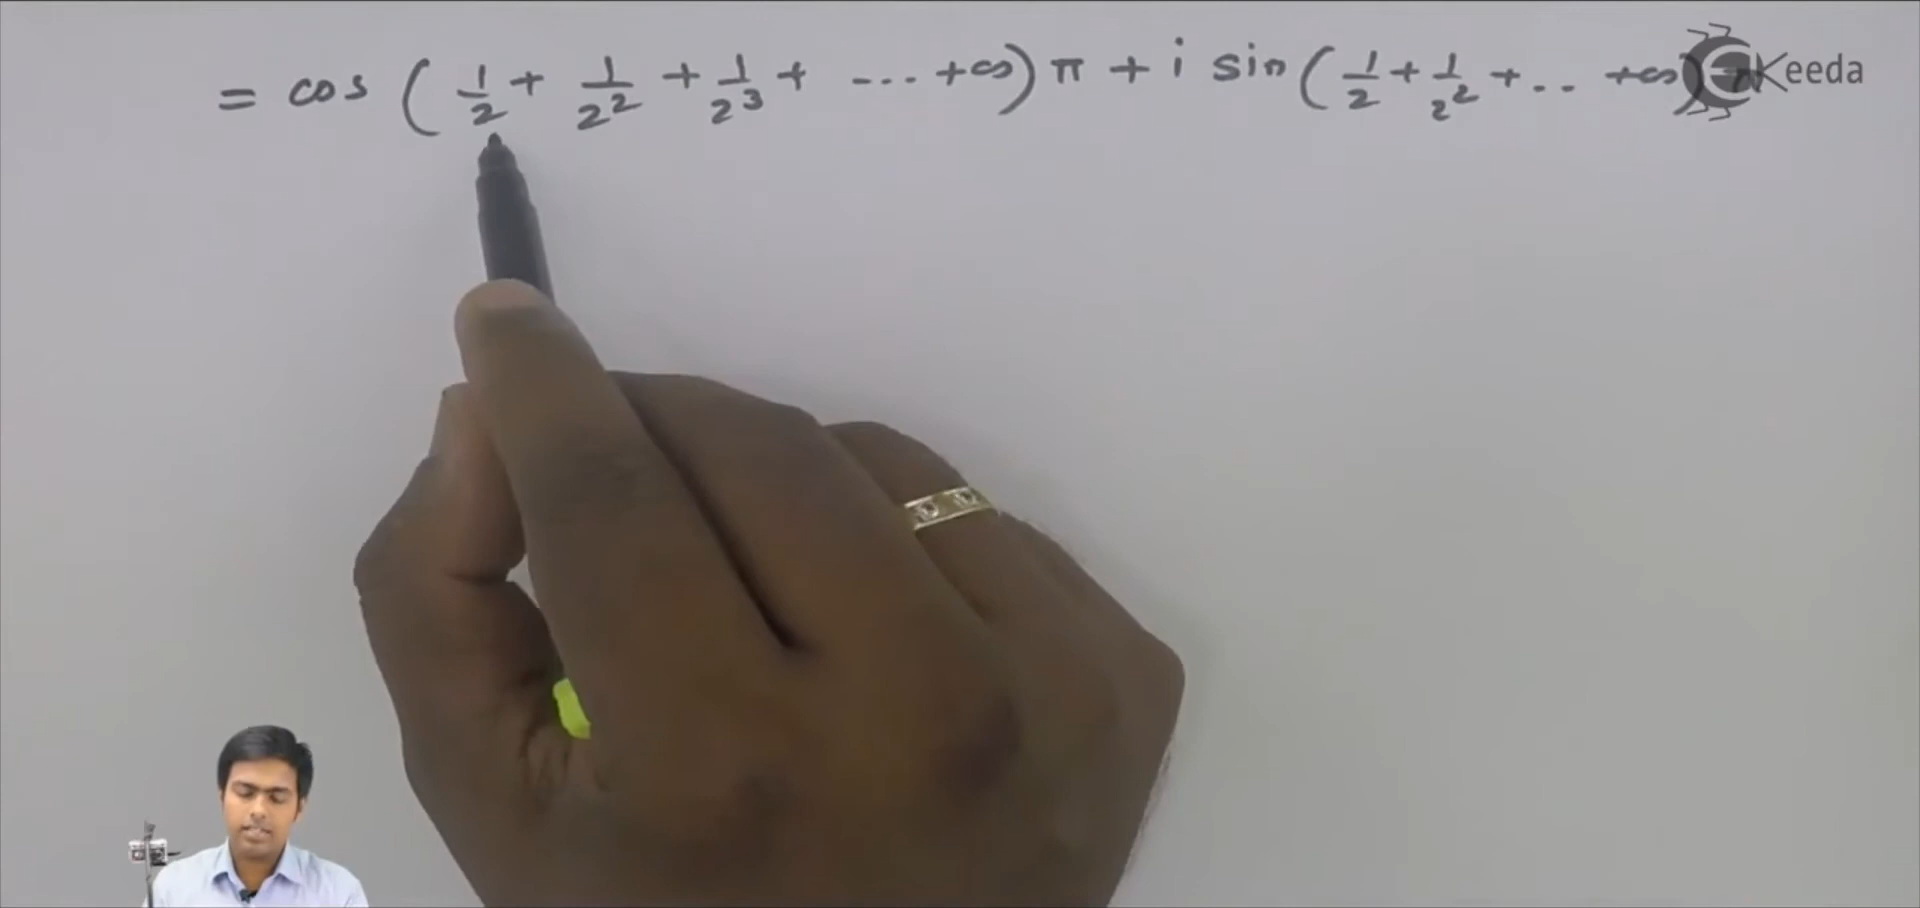 = cos ( 1/2 + 1/2² + 1/2³ + ... + ∞ ) π + i sin ( 1/2 + 1/2² + .. + ∞ )
Keeda